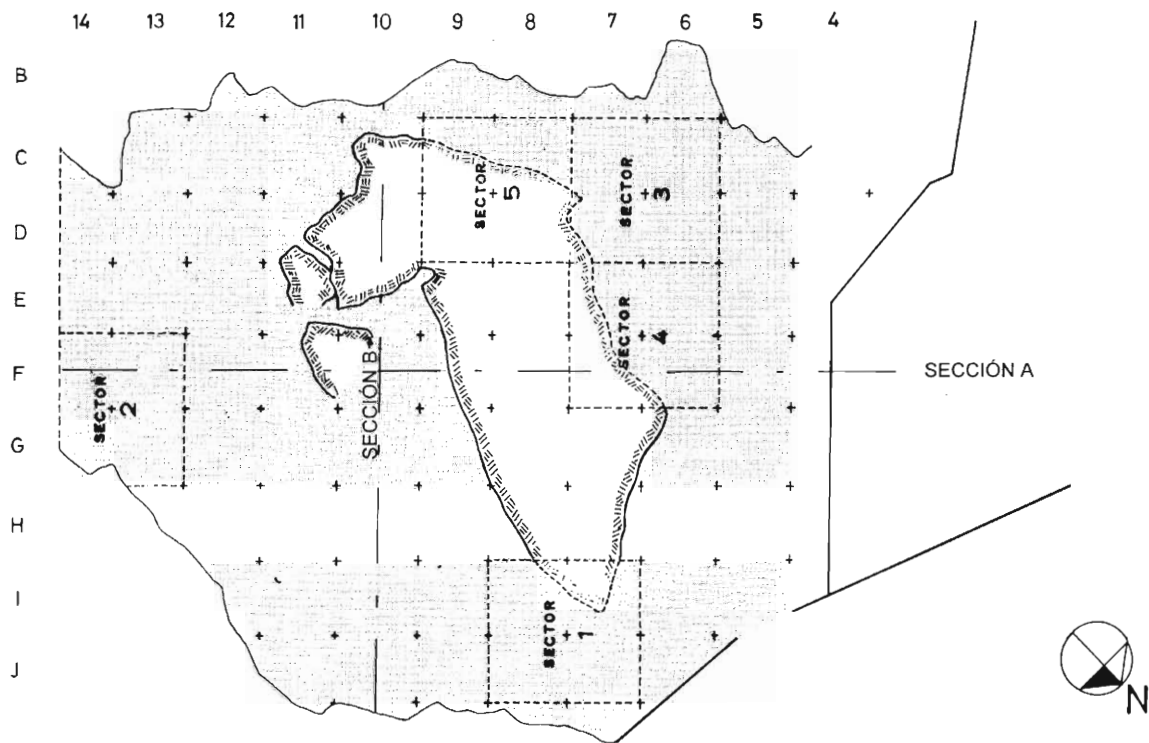 14 13 12 11 10 9 8 7 6 5 4
B
C
D
E
F
G
H
I
J
SECTOR 5
SECTOR 3
SECTOR 4
SECTOR 2
SECTOR 1
SECCIÓN B
SECCIÓN A
N